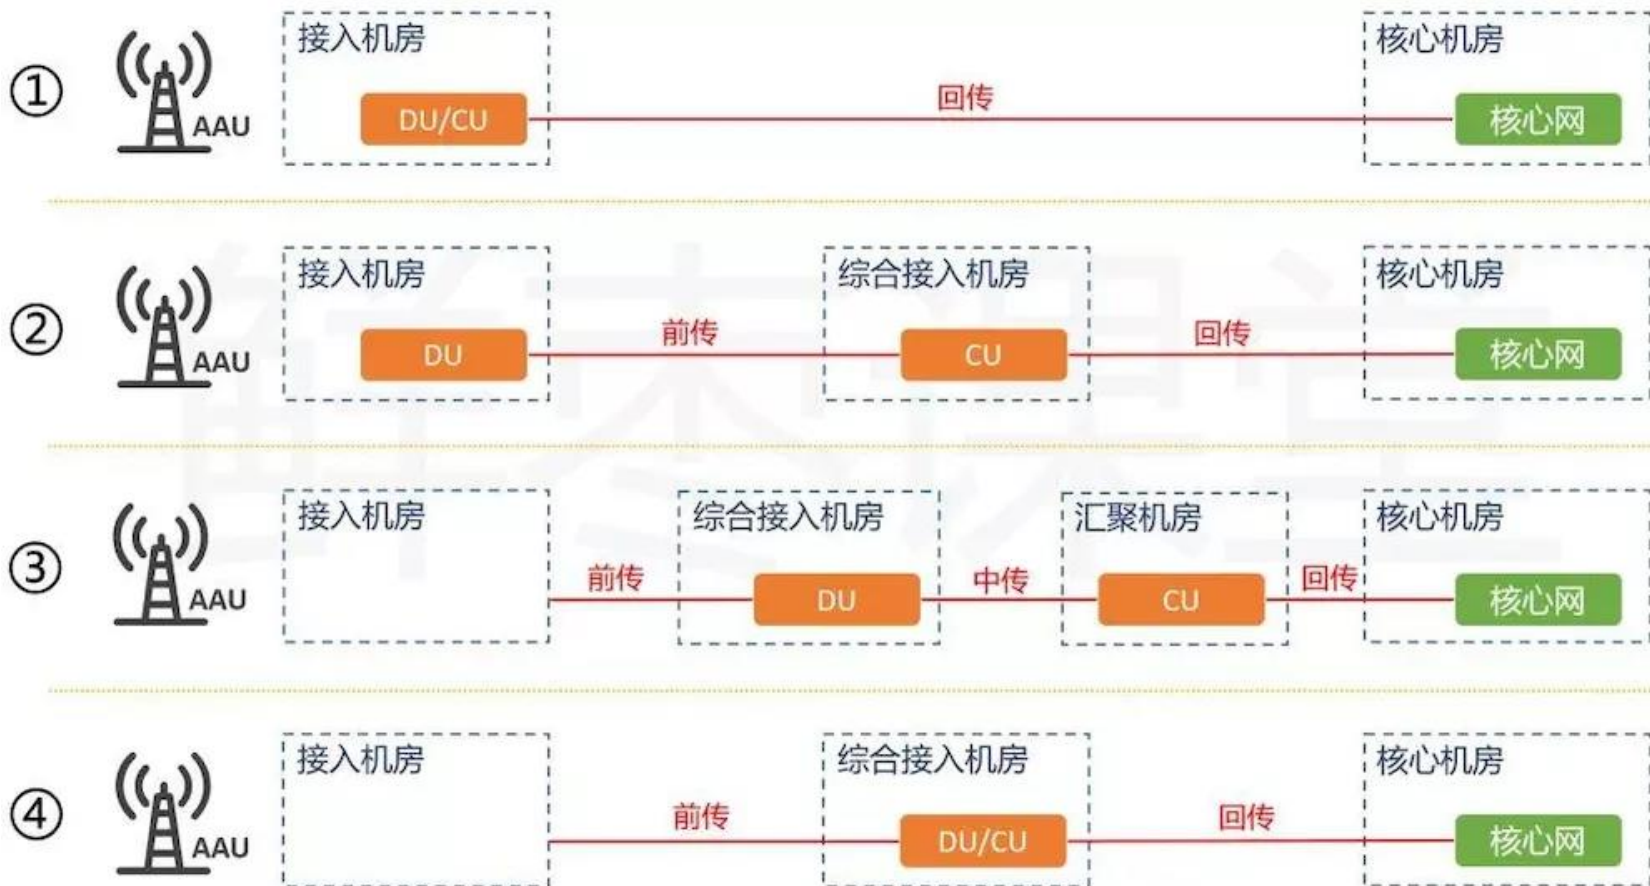 ①
接入机房
核心机房
AAU
DU/CU
回传
核心网
②
接入机房
综合接入机房
核心机房
AAU
DU
前传
CU
回传
核心网
③
接入机房
综合接入机房
汇聚机房
核心机房
AAU
前传
DU
中传
CU
回传
核心网
④
接入机房
综合接入机房
核心机房
AAU
前传
DU/CU
回传
核心网
鲜枣课堂